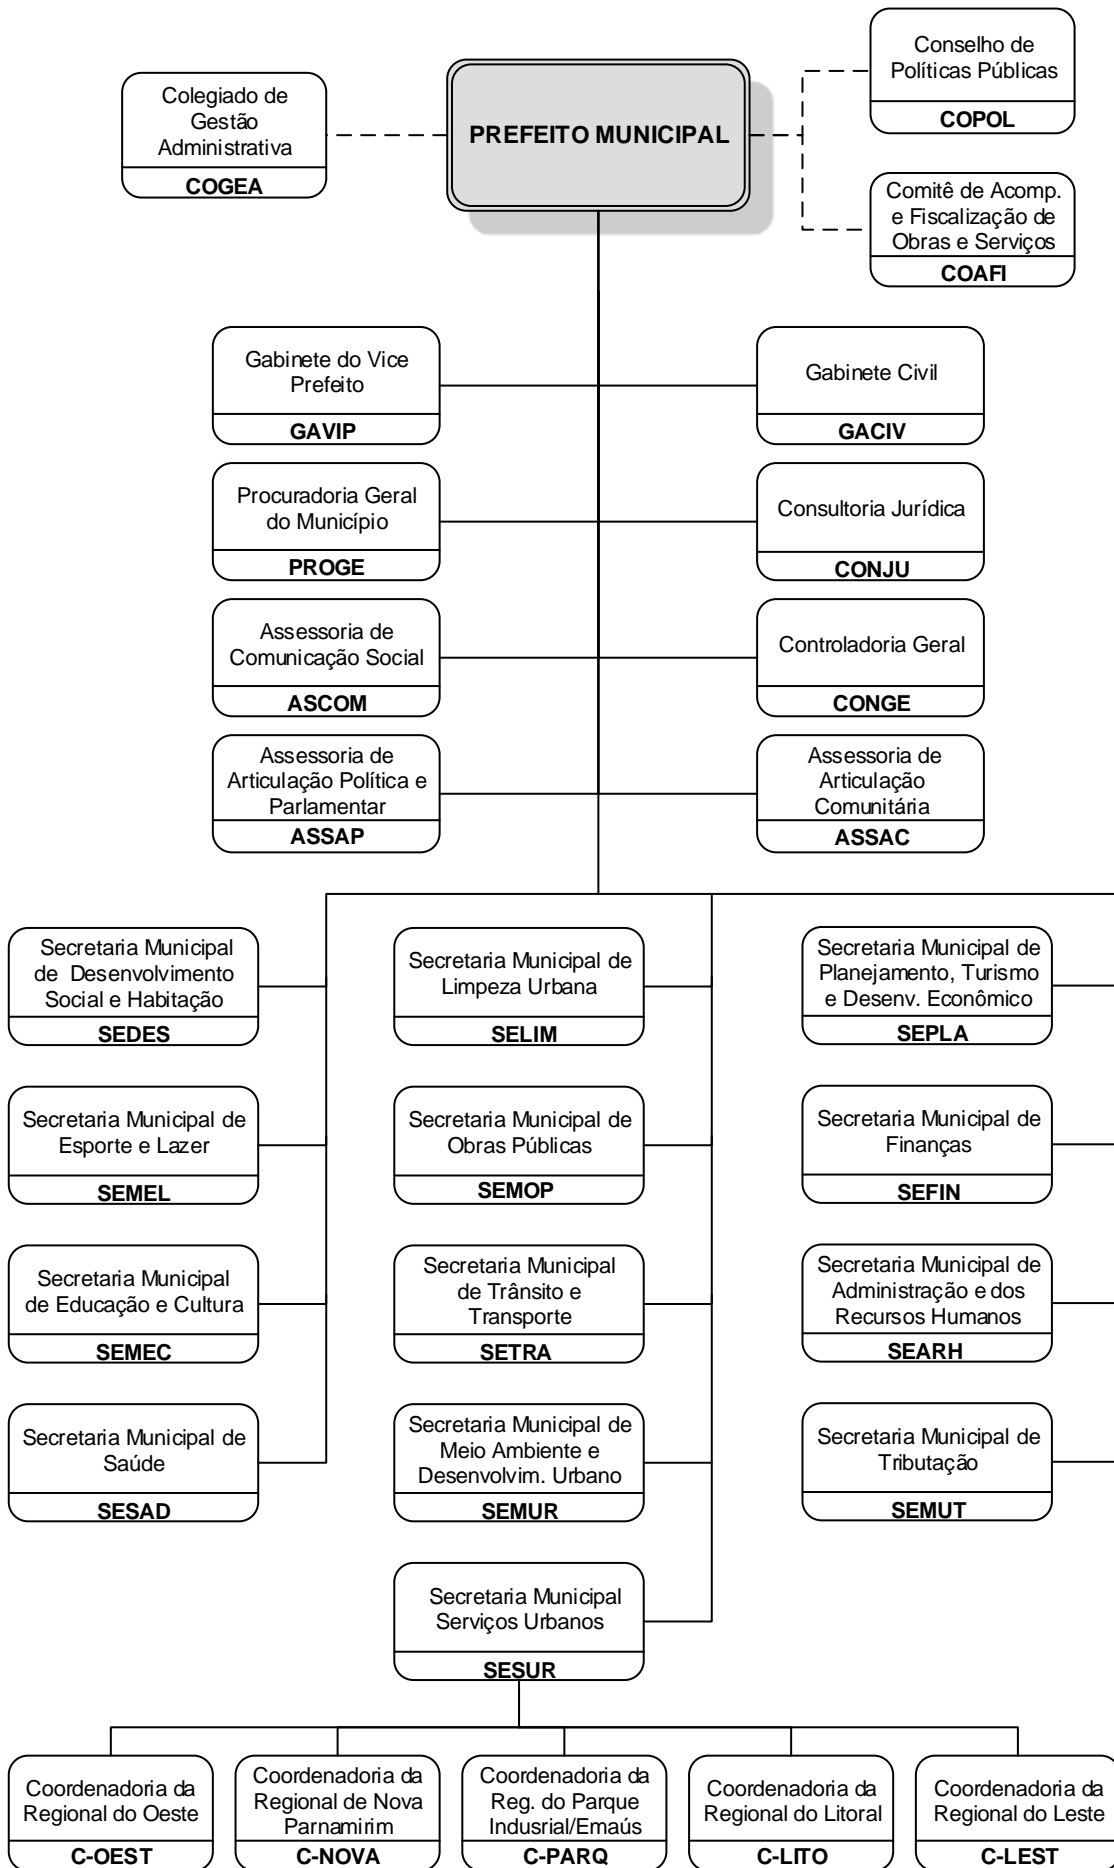 Conselho de
Políticas Públicas
COPOL
Colegiado de
Gestão
Administrativa
COGEA
PREFEITO MUNICIPAL
Comitê de Acomp.
e Fiscalização de
Obras e Serviços
COAFI
Gabinete do Vice
Prefeito
GAVIP
Gabinete Civil
GACIV
Procuradoria Geral
do Município
PROGE
Consultoria Jurídica
CONJU
Assessoria de
Comunicação Social
ASCOM
Controladoria Geral
CONGE
Assessoria de
Articulação Política e
Parlamentar
ASSAP
Assessoria de
Articulação
Comunitária
ASSAC
Secretaria Municipal
de Desenvolvimento
Social e Habitação
SEDES
Secretaria Municipal de
Limpeza Urbana
SELIM
Secretaria Municipal de
Planejamento, Turismo
e Desenv. Econômico
SEPLA
Secretaria Municipal de
Esporte e Lazer
SEMEL
Secretaria Municipal de
Obras Públicas
SEMOP
Secretaria Municipal de
Finanças
SEFIN
Secretaria Municipal
de Educação e Cultura
SEMEC
Secretaria Municipal
de Trânsito e
Transporte
SETRA
Secretaria Municipal de
Administração e dos
Recursos Humanos
SEARH
Secretaria Municipal de
Saúde
SESAD
Secretaria Municipal de
Meio Ambiente e
Desenvolvim. Urbano
SEMUR
Secretaria Municipal de
Tributação
SEMUT
Secretaria Municipal
Serviços Urbanos
SESUR
Coordenadoria da
Regional do Oeste
C-OEST
Coordenadoria da
Regional de Nova
Parnamirim
C-NOVA
Coordenadoria da
Reg. do Parque
Indusrial/Emaús
C-PARQ
Coordenadoria da
Regional do Litoral
C-LITO
Coordenadoria da
Regional do Leste
C-LEST